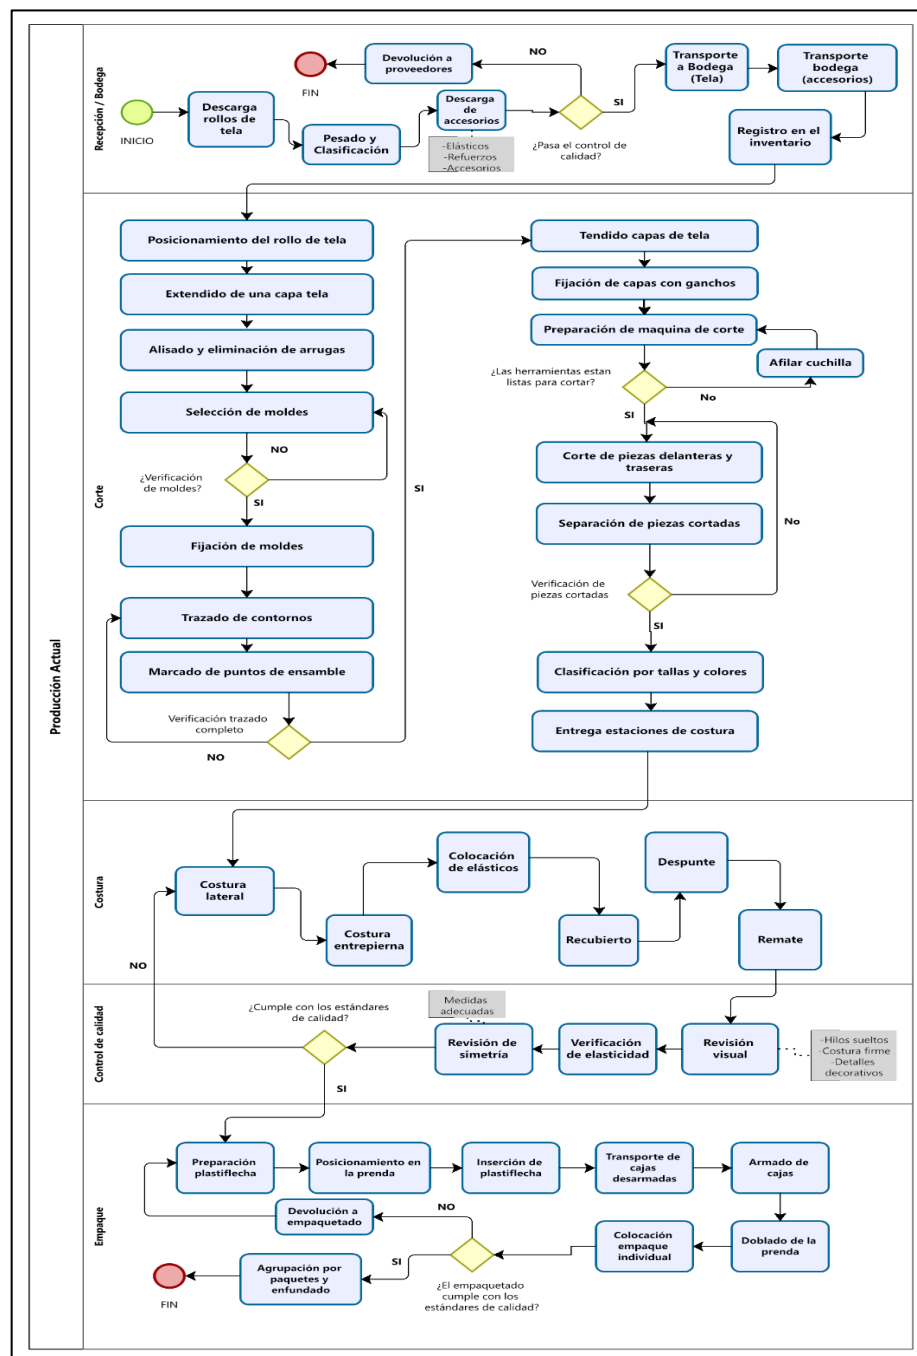 Producción Actual
Recepción / Bodega
INICIO
Descarga
rollos de
tela
Pesado y
Clasificación
Descarga
de
accesorios
-Elásticos
-Refuerzos
-Accesorios
¿Pasa el control de
calidad?
NO
Devolución a
proveedores
FIN
SI
Transporte
a Bodega
(Tela)
Transporte
bodega
(accesorios)
Registro en el
inventario
Corte
Posicionamiento del rollo de tela
Extendido de una capa tela
Alisado y eliminación de arrugas
Selección de moldes
NO
¿Verificación
de moldes?
SI
Fijación de moldes
Trazado de contornos
Marcado de puntos de ensamble
Verificación trazado
completo
NO
SI
Tendido capas de tela
Fijación de capas con ganchos
Preparación de maquina de corte
Afilar cuchilla
¿Las herramientas estan
listas para cortar?
No
SI
Corte de piezas delanteras y
traseras
Separación de piezas cortadas
No
Verificación de
piezas cortadas
SI
Clasificación por tallas y colores
Entrega estaciones de costura
Costura
Costura
lateral
Costura
entrepierna
Colocación
de elásticos
Recubierto
Despunte
Remate
NO
Control de calidad
¿Cumple con los estándares
de calidad?
Medidas
adecuadas
Revisión de
simetría
Verificación
de elasticidad
Revisión
visual
-Hilos sueltos
-Costura firme
-Detalles
decorativos
SI
Empaque
Preparación
plastiflecha
Posicionamiento en
la prenda
Inserción de
plastiflecha
Transporte de
cajas
desarmadas
Armado de
cajas
Devolución a
empaquetado
NO
Colocación
empaque
individual
Doblado de la
prenda
Agrupación por
paquetes y
enfundado
SI
FIN
¿El empaquetado
cumple con los
estándares de calidad?